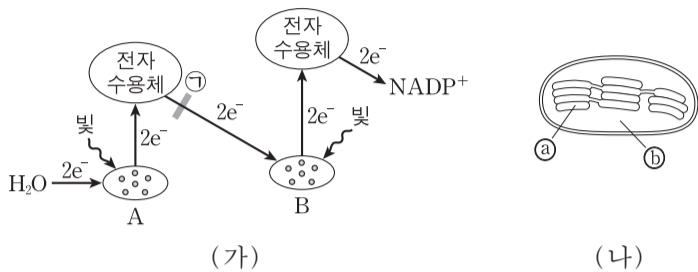 전자
수용체
전자
수용체
㉠
2e⁻
2e⁻
NADP⁺
빛
2e⁻
2e⁻
빛
H₂O
2e⁻
A
B
ⓐ
ⓑ
(가)
(나)